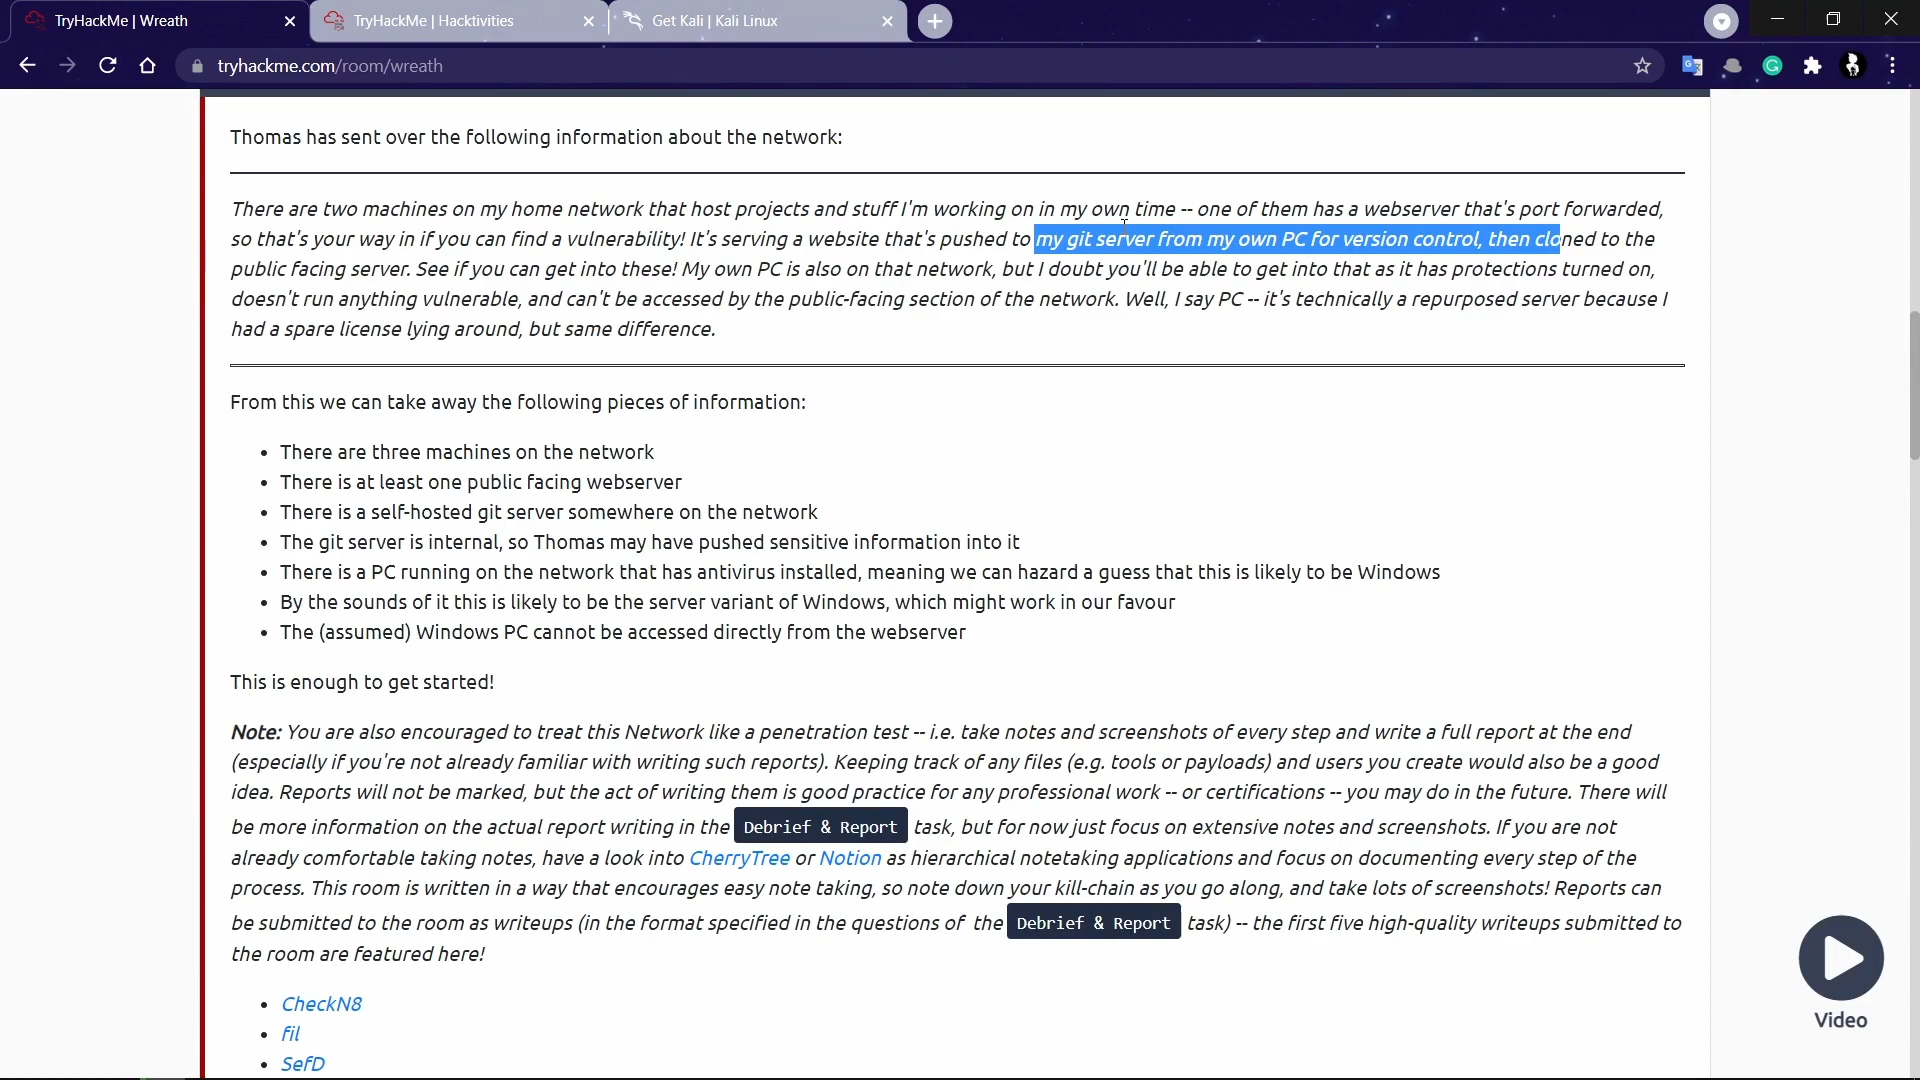 TryHackMe | Wreath
TryHackMe | Hacktivities
Get Kali | Kali Linux
tryhackme.com/room/wreath
Thomas has sent over the following information about the network:
There are two machines on my home network that host projects and stuff I'm working on in my own time -- one of them has a webserver that's port forwarded,
so that's your way in if you can find a vulnerability! It's serving a website that's pushed to my git server from my own PC for version control, then cloned to the
public facing server. See if you can get into these! My own PC is also on that network, but I doubt you'll be able to get into that as it has protections turned on,
doesn't run anything vulnerable, and can't be accessed by the public-facing section of the network. Well, I say PC -- it's technically a repurposed server because I
had a spare license lying around, but same difference.
From this we can take away the following pieces of information:
• There are three machines on the network
• There is at least one public facing webserver
• There is a self-hosted git server somewhere on the network
• The git server is internal, so Thomas may have pushed sensitive information into it
• There is a PC running on the network that has antivirus installed, meaning we can hazard a guess that this is likely to be Windows
• By the sounds of it this is likely to be the server variant of Windows, which might work in our favour
• The (assumed) Windows PC cannot be accessed directly from the webserver
This is enough to get started!
Note: You are also encouraged to treat this Network like a penetration test -- i.e. take notes and screenshots of every step and write a full report at the end
(especially if you're not already familiar with writing such reports). Keeping track of any files (e.g. tools or payloads) and users you create would also be a good
idea. Reports will not be marked, but the act of writing them is good practice for any professional work -- or certifications -- you may do in the future. There will
be more information on the actual report writing in the Debrief & Report task, but for now just focus on extensive notes and screenshots. If you are not
already comfortable taking notes, have a look into CherryTree or Notion as hierarchical notetaking applications and focus on documenting every step of the
process. This room is written in a way that encourages easy note taking, so note down your kill-chain as you go along, and take lots of screenshots! Reports can
be submitted to the room as writeups (in the format specified in the questions of the Debrief & Report task) -- the first five high-quality writeups submitted to
the room are featured here!
• CheckN8
• fil
• SefD
Video